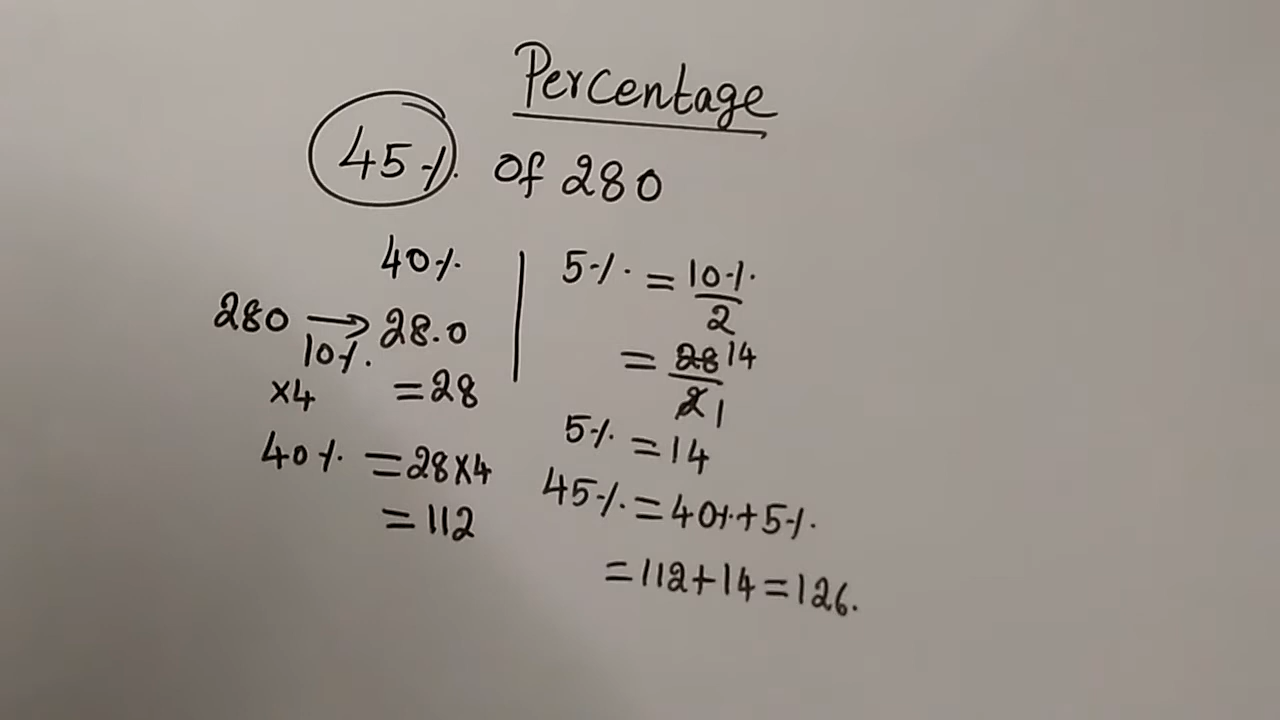 Percentage
45% of 280
40%
280 → 28.0
10%.
×4 = 28
40% = 28×4
= 112
5% = 10%/2
= 28/2 14/1
5% = 14
45% = 40%+5%
= 112+14 = 126.